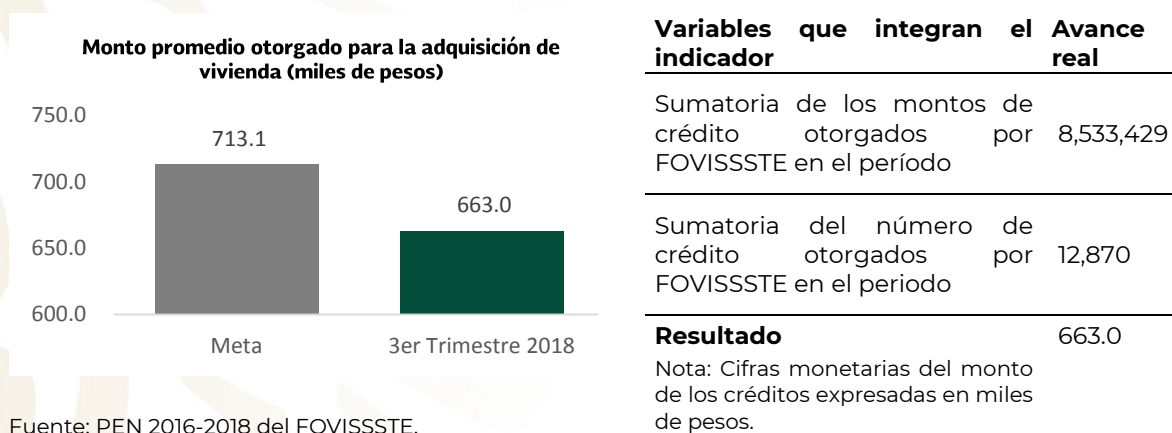 Monto promedio otorgado para la adquisición de
vivienda (miles de pesos)
750.0
700.0
650.0
600.0
713.1
663.0
Meta
3er Trimestre 2018
Fuente: PEN 2016-2018 del FOVISSSTE.
Variables que integran el Avance
indicador real
Sumatoria de los montos de
crédito otorgados por 8,533,429
FOVISSSTE en el período
Sumatoria del número de
crédito otorgados por 12,870
FOVISSSTE en el periodo
Resultado 663.0
Nota: Cifras monetarias del monto
de los créditos expresadas en miles
de pesos.